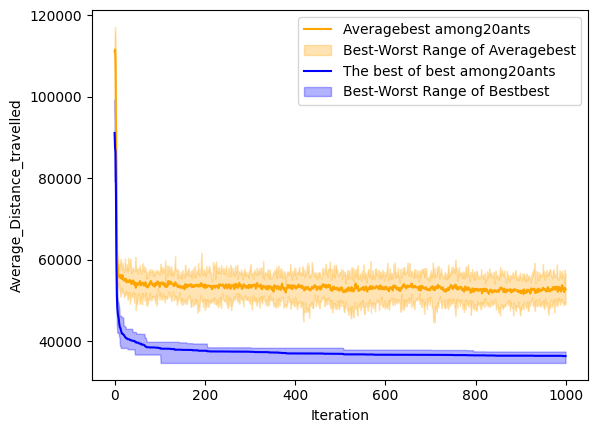 120000
100000
80000
60000
40000
Average_Distance_travelled
Averagebest among20ants
Best-Worst Range of Averagebest
The best of best among20ants
Best-Worst Range of Bestbest
0
200
400
600
800
1000
Iteration